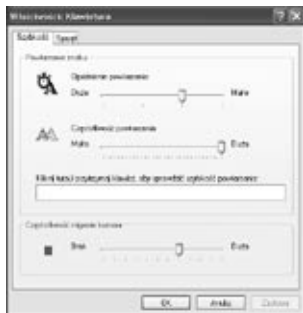 Właściwości: Klawiatura
Szybkość Sprzęt
Powtarzanie znaku
Opóźnienie powtarzania:
Długie Małe
Częstotliwość powtarzania:
Mała Duża
Kliknij tutaj i przytrzymaj klawisz, aby sprawdzić szybkość powtarzania:
Częstotliwość migania kursora
Brak Duża
OK Anuluj Zastosuj